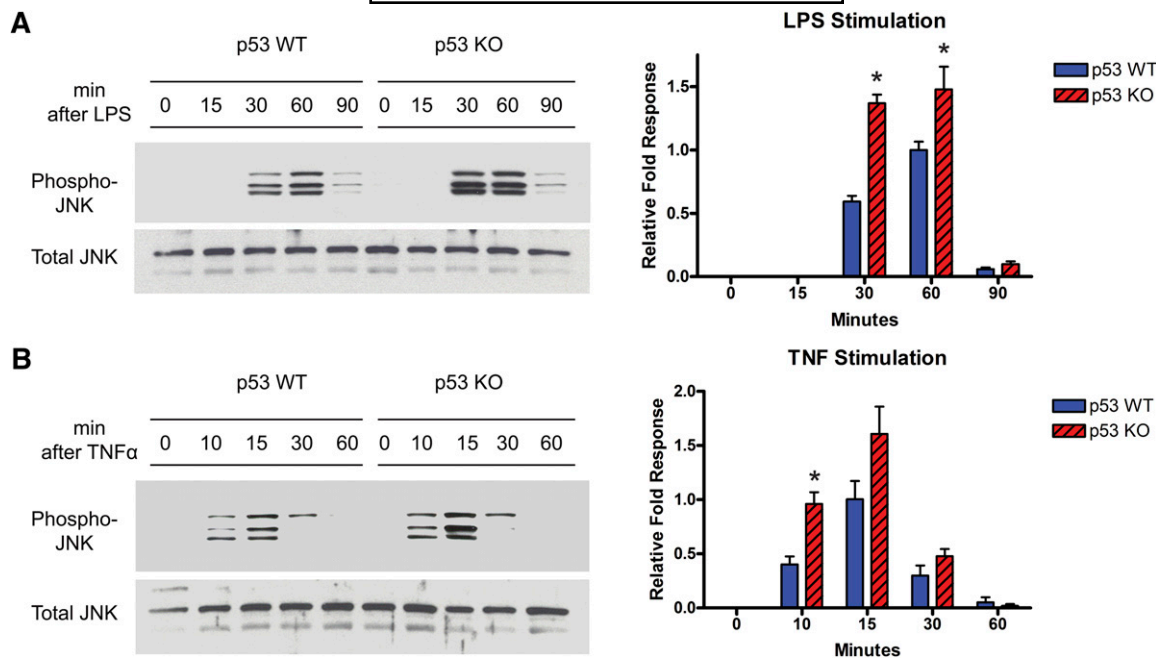 A
p53 WT p53 KO
min after LPS
0 15 30 60 90 0 15 30 60 90
Phospho-JNK
Total JNK
LPS Stimulation
Relative Fold Response
1.5
1.0
0.5
0.0
* *
0 15 30 60 90
Minutes
p53 WT
p53 KO
B
p53 WT p53 KO
min after TNFα
0 10 15 30 60 0 10 15 30 60
Phospho-JNK
Total JNK
TNF Stimulation
Relative Fold Response
2.0
1.5
1.0
0.5
0.0
*
0 10 15 30 60
Minutes
p53 WT
p53 KO